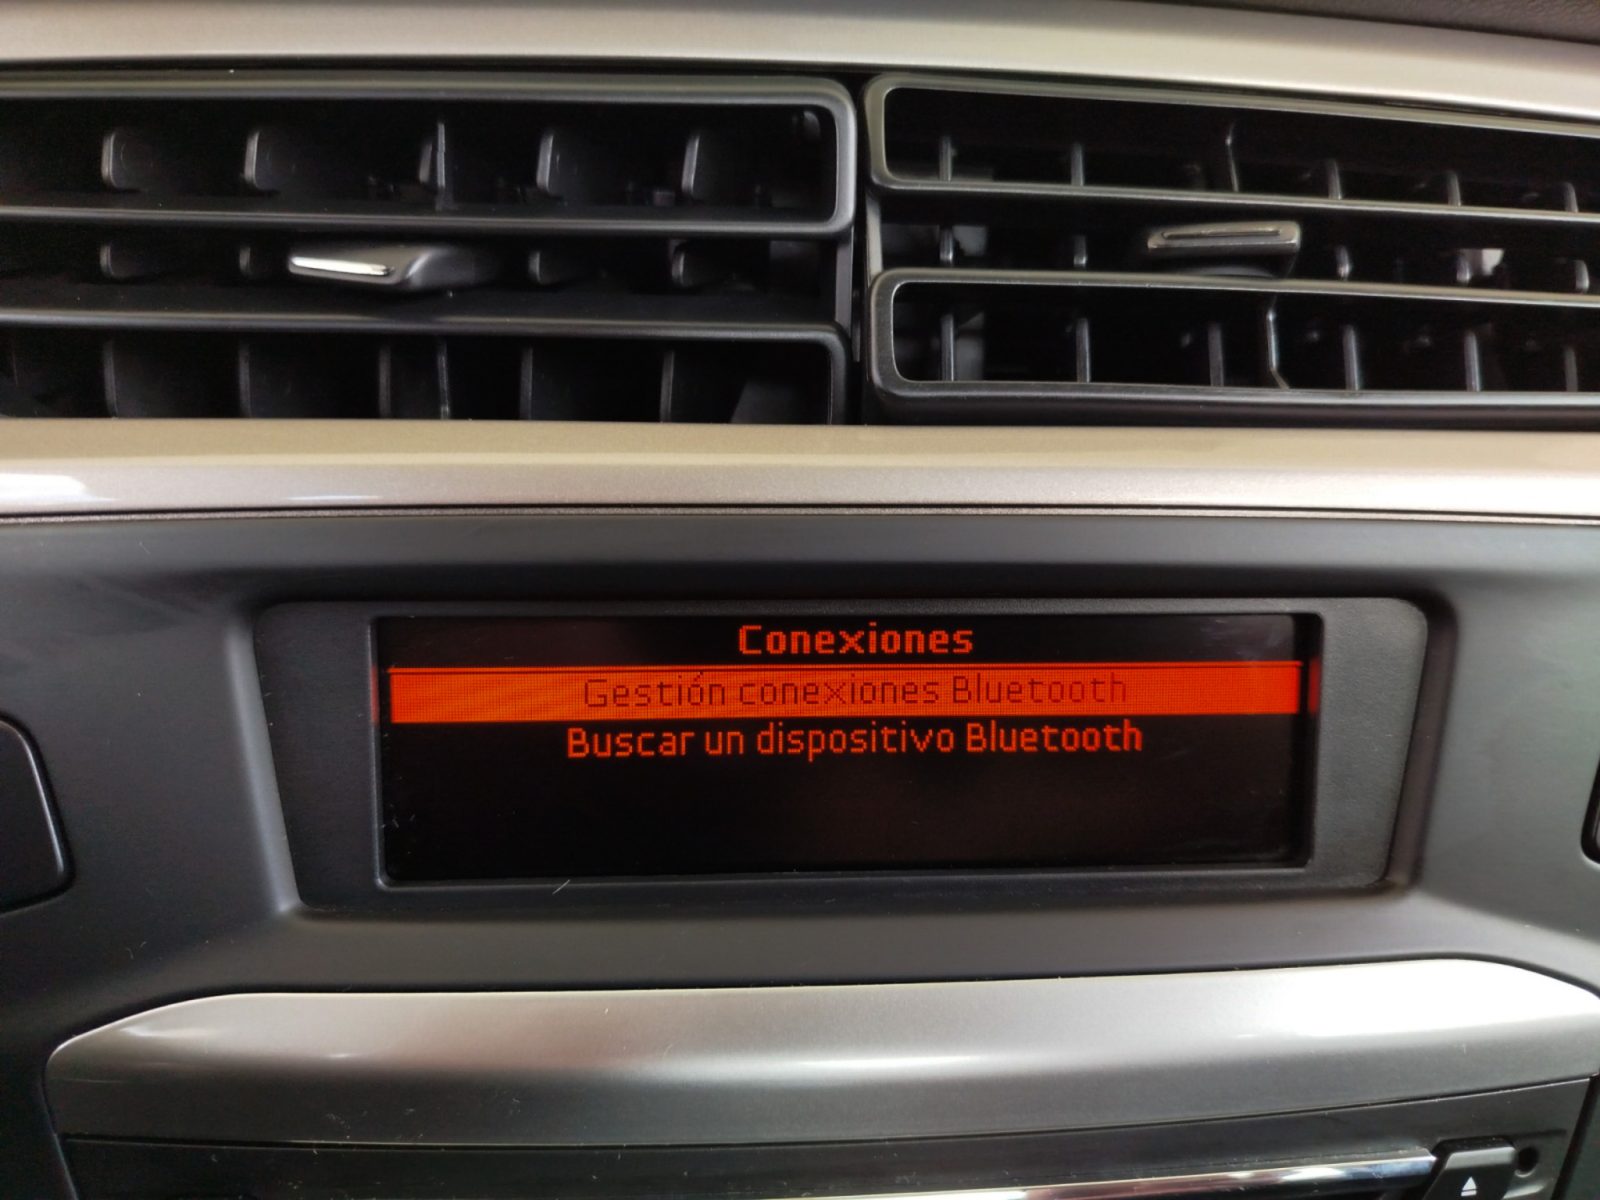 Conexiones
Gestión conexiones Bluetooth
Buscar un dispositivo Bluetooth